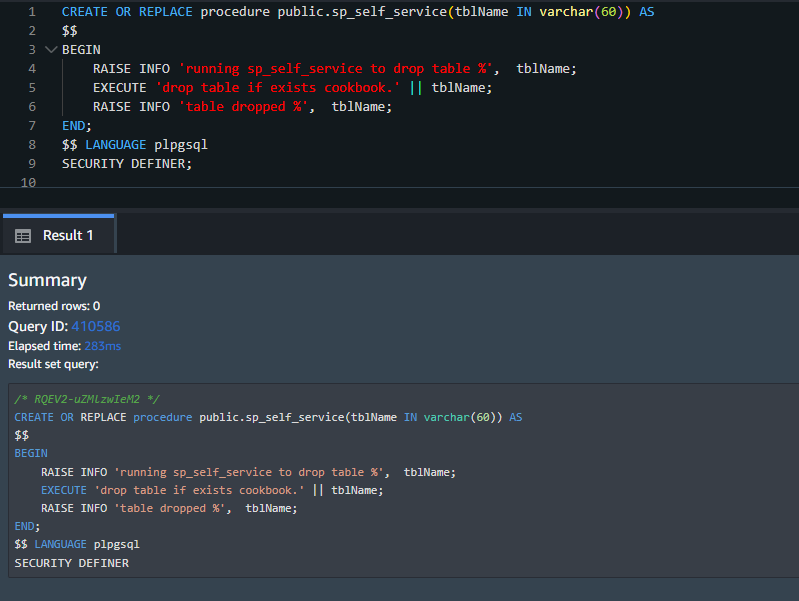 1 CREATE OR REPLACE procedure public.sp_self_service(tblName IN varchar(60)) AS
2 $$
3 BEGIN
4 RAISE INFO 'running sp_self_service to drop table %', tblName;
5 EXECUTE 'drop table if exists cookbook.' || tblName;
6 RAISE INFO 'table dropped %', tblName;
7 END;
8 $$ LANGUAGE plpgsql
9 SECURITY DEFINER;
10
Result 1
Summary
Returned rows: 0
Query ID: 410586
Elapsed time: 283ms
Result set query:
/* RQEV2-uZMlzwIeM2 */
CREATE OR REPLACE procedure public.sp_self_service(tblName IN varchar(60)) AS
$$
BEGIN
RAISE INFO 'running sp_self_service to drop table %', tblName;
EXECUTE 'drop table if exists cookbook.' || tblName;
RAISE INFO 'table dropped %', tblName;
END;
$$ LANGUAGE plpgsql
SECURITY DEFINER